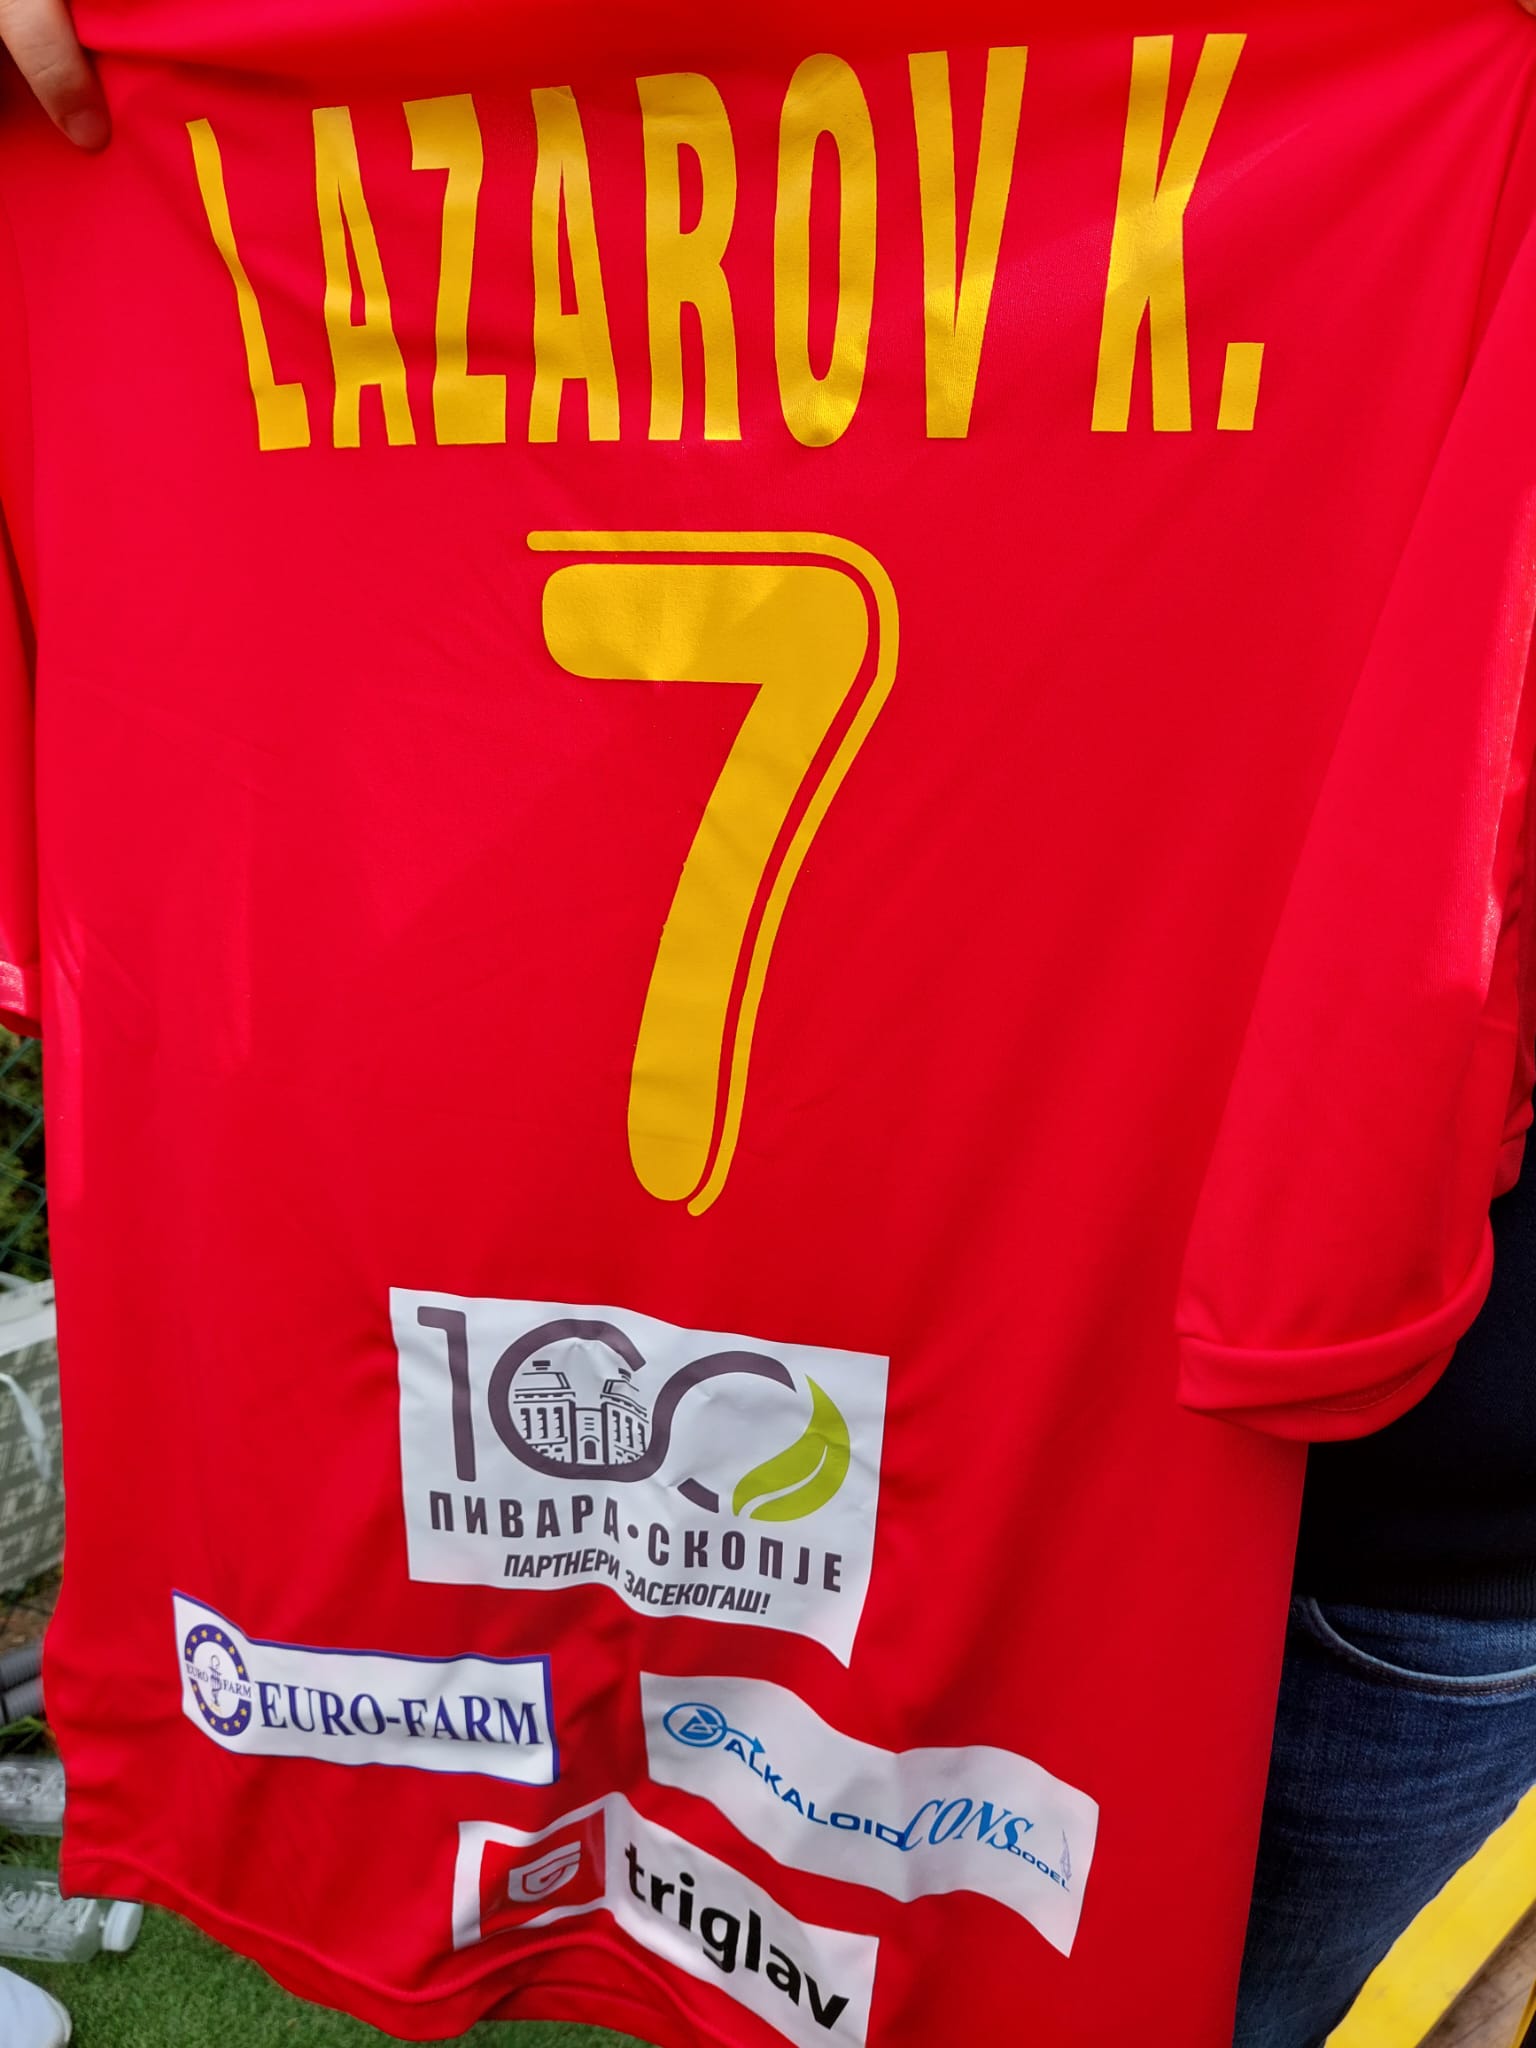 LAZAROV K.
7
100
ПИВАРА•СКОПЈЕ
ПАРТНЕРИ ЗАСЕКОГАШ!
EURO FARM
EURO-FARM
ALKALOID CONS DOOEL
triglav